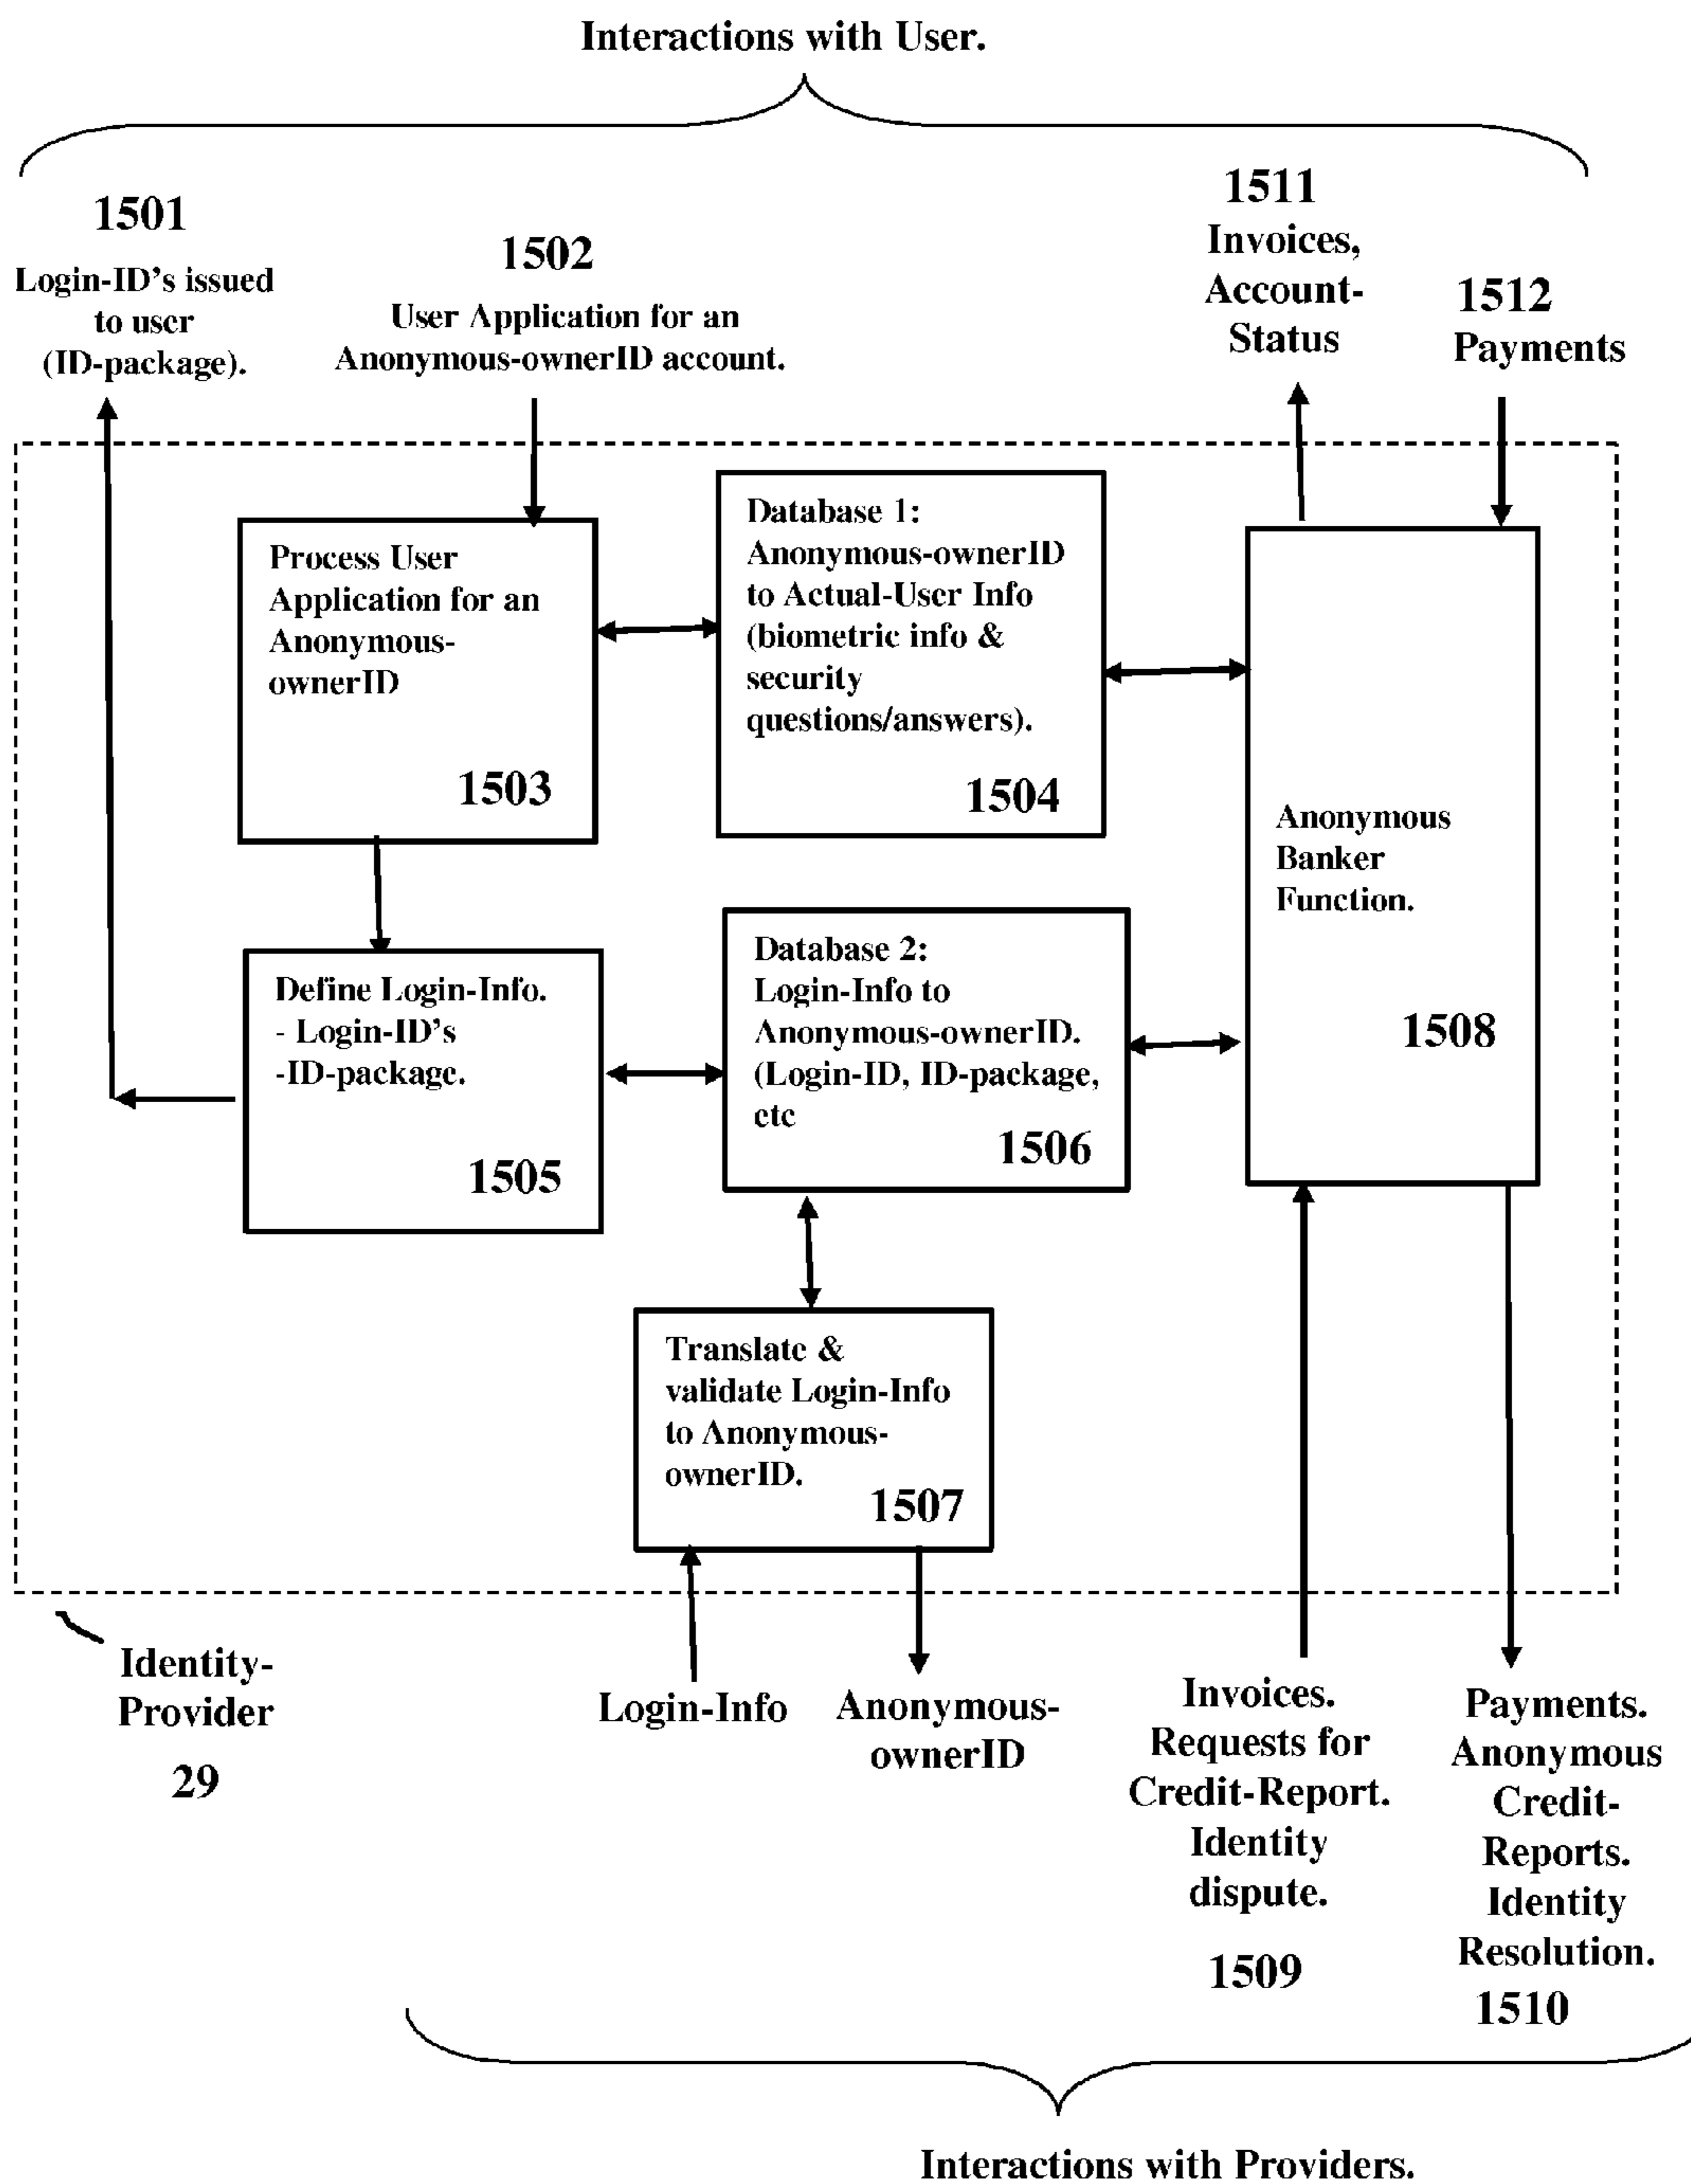 Interactions with User.
1501
Login-ID's issued
to user
(ID-package).
1502
User Application for an
Anonymous-ownerID account.
1511
Invoices,
Account-
Status
1512
Payments
Process User
Application for an
Anonymous-
ownerID
1503
Database 1:
Anonymous-ownerID
to Actual-User Info
(biometric info &
security
questions/answers).
1504
Anonymous
Banker
Function.
1508
Define Login-Info.
- Login-ID's
-ID-package.
1505
Database 2:
Login-Info to
Anonymous-ownerID.
(Login-ID, ID-package,
etc
1506
Translate &
validate Login-Info
to Anonymous-
ownerID.
1507
Identity-
Provider
29
Login-Info
Anonymous-
ownerID
Invoices.
Requests for
Credit-Report.
Identity
dispute.
1509
Payments.
Anonymous
Credit-
Reports.
Identity
Resolution.
1510
Interactions with Providers.